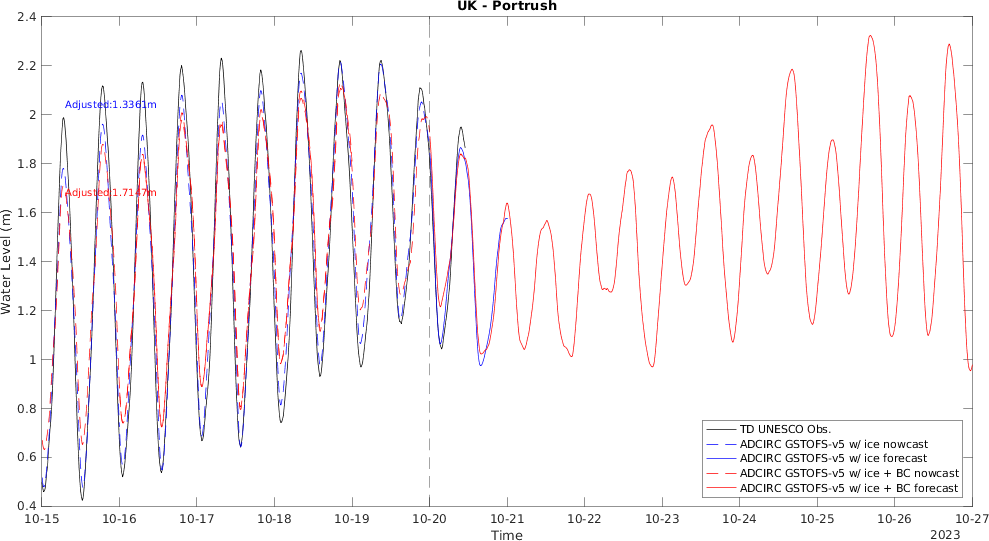 UK - Portrush
2.4
2.2
2
1.8
1.6
1.4
1.2
1
0.8
0.6
0.4
Water Level (m)
Adjusted:1.3361m
Adjusted:1.7147m
TD UNESCO Obs.
ADCIRC GSTOFS-v5 w/ ice nowcast
ADCIRC GSTOFS-v5 w/ ice forecast
ADCIRC GSTOFS-v5 w/ ice + BC nowcast
ADCIRC GSTOFS-v5 w/ ice + BC forecast
10-15 10-16 10-17 10-18 10-19 10-20 10-21 10-22 10-23 10-24 10-25 10-26 10-27
Time
2023